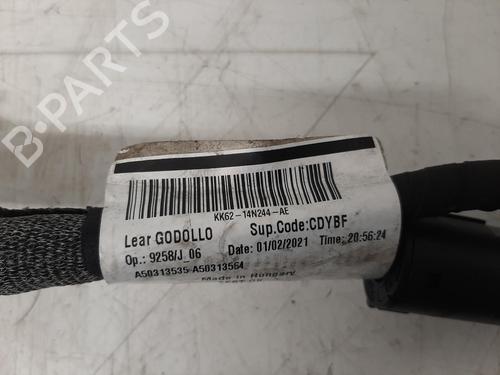 B-PARTS
KK62-14N244-AE
Lear GODOLLO Sup.Code:CDYBF
Op.: 9258/J_06 Date: 01/02/2021 Time: 20:56:24
A50313535-A50313564
Made in Hungary